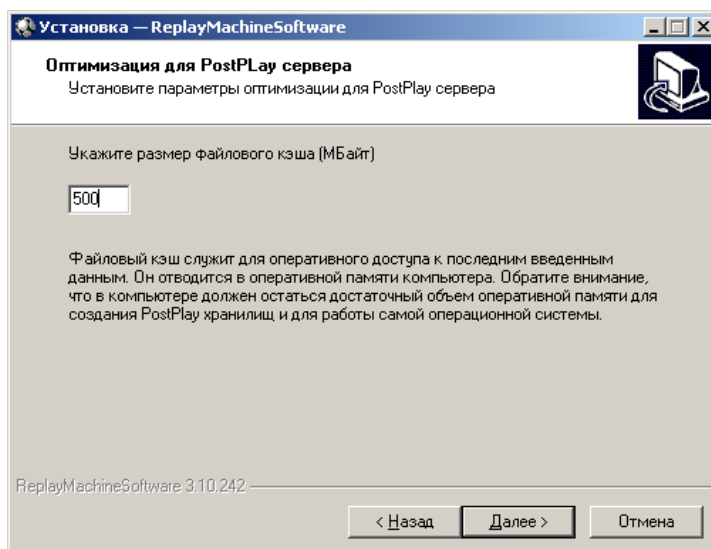 Установка — ReplayMachineSoftware
Оптимизация для PostPLay сервера
Установите параметры оптимизации для PostPlay сервера
Укажите размер файлового кэша (МБайт)
500
Файловый кэш служит для оперативного доступа к последним введенным
данным. Он отводится в оперативной памяти компьютера. Обратите внимание,
что в компьютере должен остаться достаточный объем оперативной памяти для
создания PostPlay хранилищ и для работы самой операционной системы.
ReplayMachineSoftware 3.10.242
< Назад Далее > Отмена